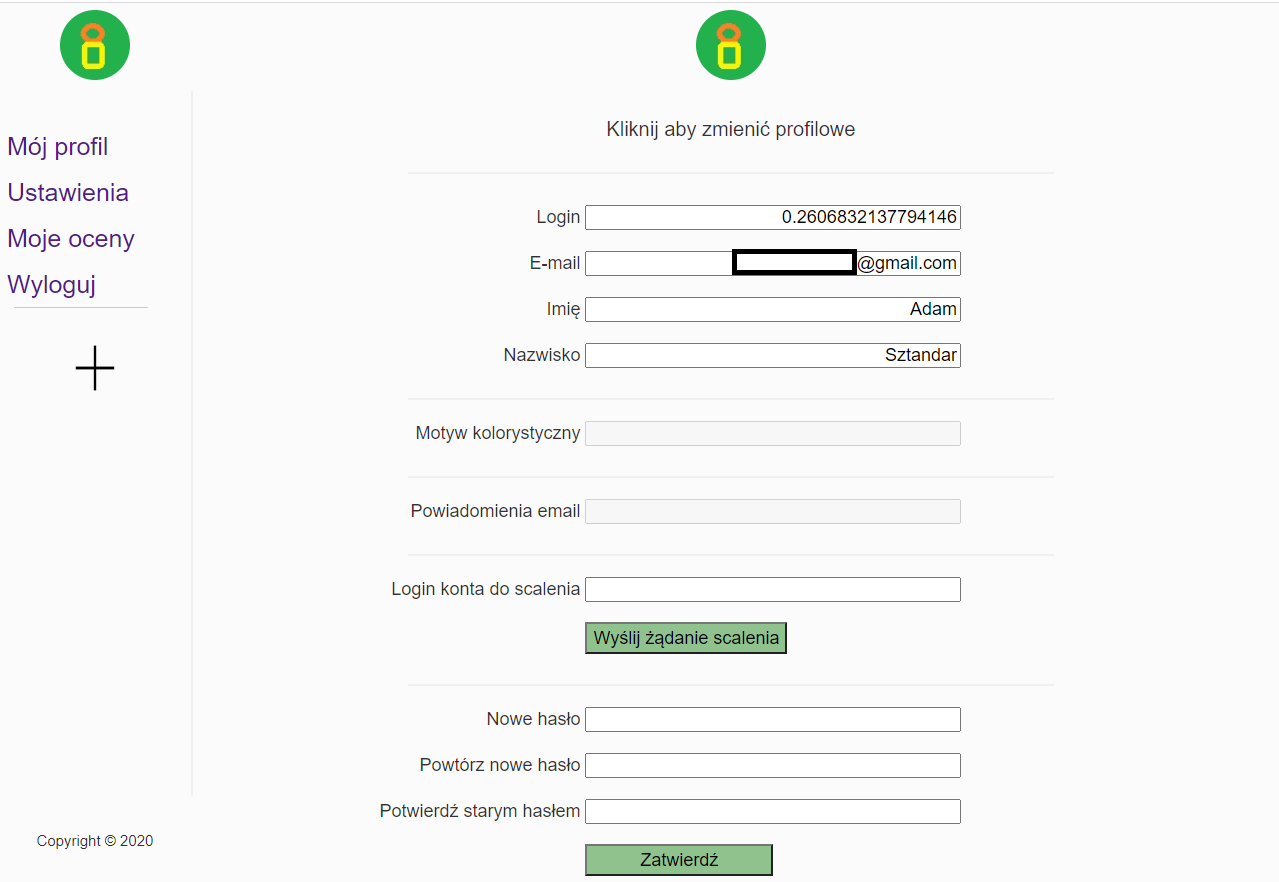 Mój profil
Ustawienia
Moje oceny
Wyloguj
Copyright © 2020
Kliknij aby zmienić profilowe
Login 0.2606832137794146
E-mail @gmail.com
Imię Adam
Nazwisko Sztandar
Motyw kolorystyczny
Powiadomienia email
Login konta do scalenia
Wyślij żądanie scalenia
Nowe hasło
Powtórz nowe hasło
Potwierdź starym hasłem
Zatwierdź